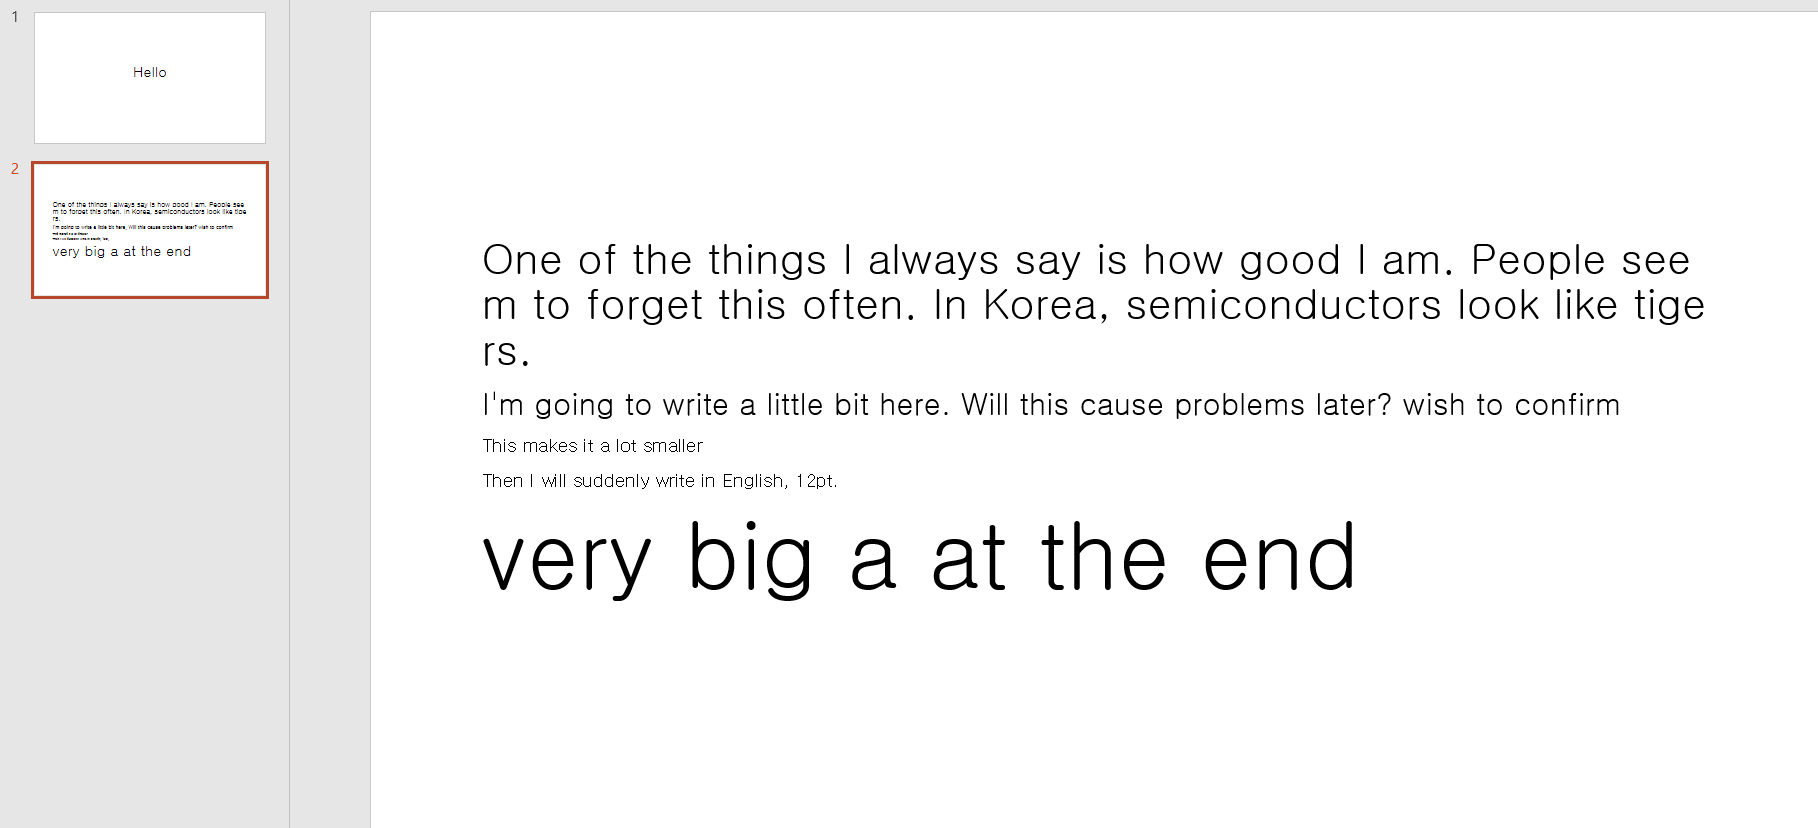 1
Hello
2
One of the things I always say is how good I am. People see
m to forget this often. In Korea, semiconductors look like tige
rs.
I'm going to write a little bit here. Will this cause problems later? wish to confirm
very big a at the end
One of the things I always say is how good I am. People see
m to forget this often. In Korea, semiconductors look like tige
rs.
I'm going to write a little bit here. Will this cause problems later? wish to confirm
This makes it a lot smaller
Then I will suddenly write in English, 12pt.
very big a at the end